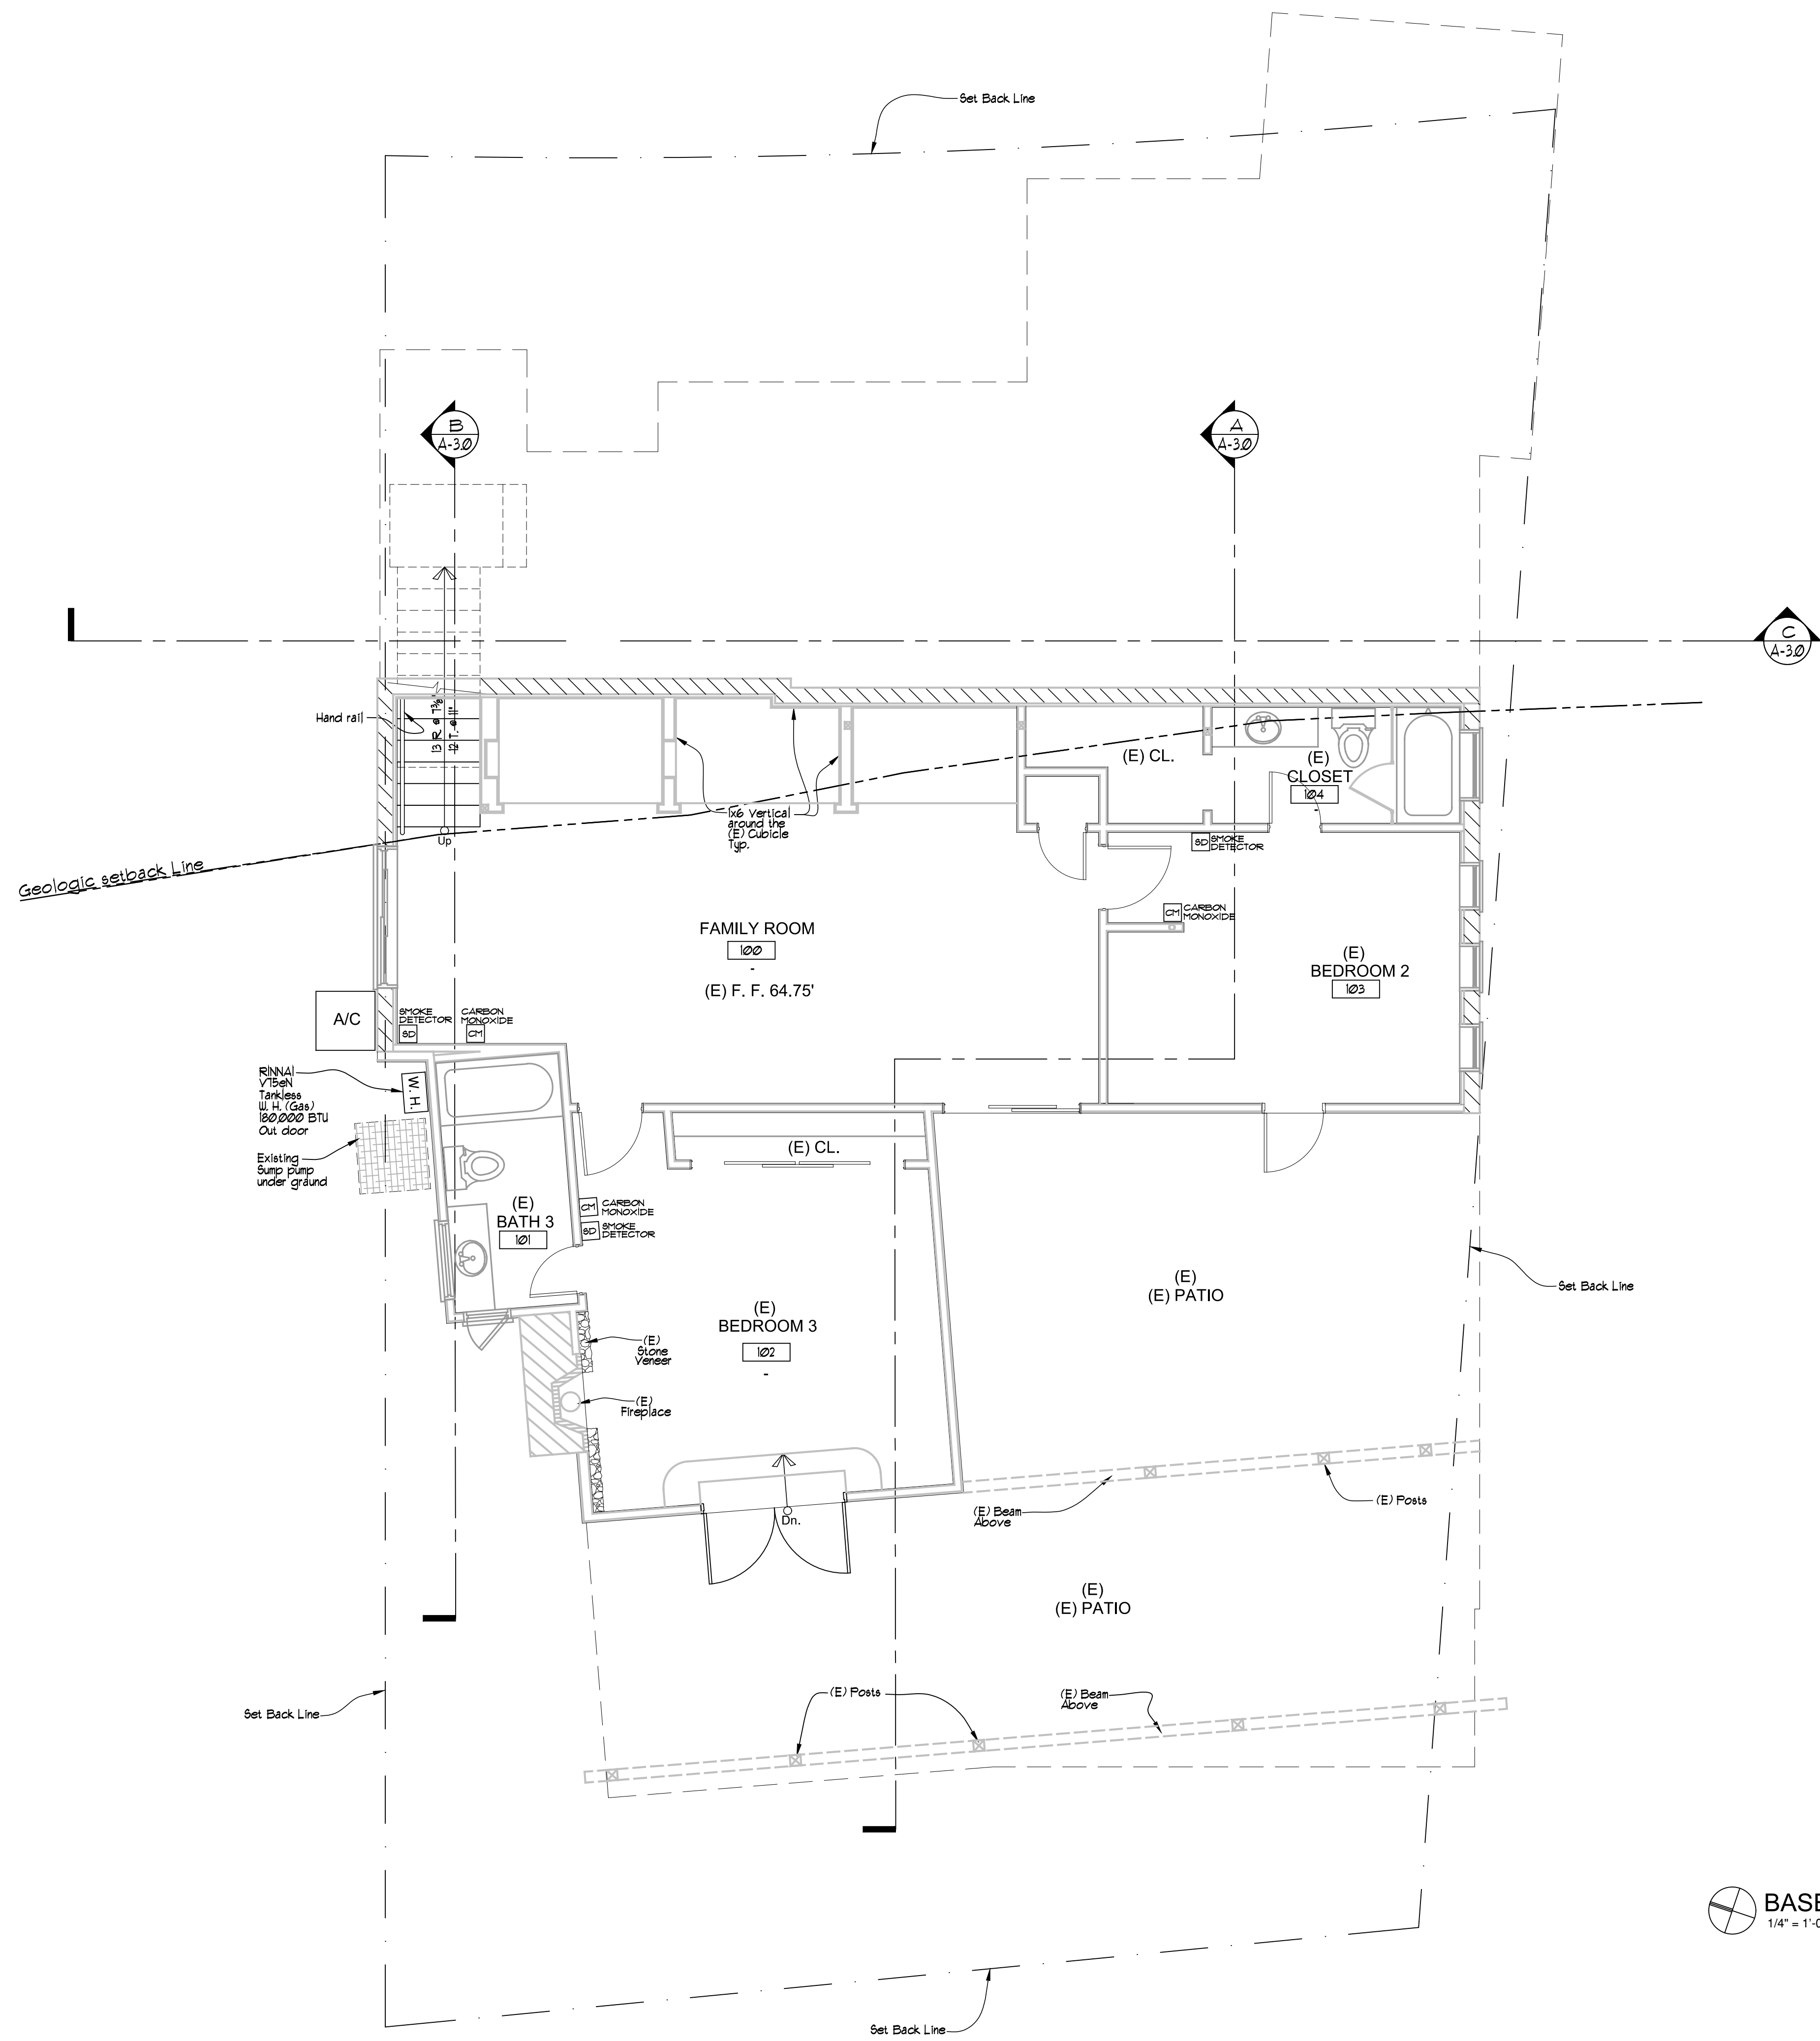 Set Back Line
B
A-3.0
A
A-3.0
C
A-3.0
Hand rail
13 R @ 7 3/8"
12 T. @ 11"
Up
1x6 Vertical
around the
(E) Cubicle
Typ.
(E) CL.
(E)
CLOSET
104
-
SD
SMOKE
DETECTOR
Geologic setback Line
CM
CARBON
MONOXIDE
FAMILY ROOM
100
-
(E) F. F. 64.75'
(E)
BEDROOM 2
103
A/C
SMOKE
DETECTOR
SD
CARBON
MONOXIDE
CM
RINNAI
V75eN
Tankless
W. H. (Gas)
180,000 BTU
Out door
W. H.
Existing
Sump pump
under ground
(E) CL.
(E)
BATH 3
101
CM
CARBON
MONOXIDE
SD
SMOKE
DETECTOR
(E)
(E) PATIO
Set Back Line
(E)
BEDROOM 3
102
-
(E)
Stone
Veneer
(E)
Fireplace
Dn.
(E) Beam
Above
(E) Posts
(E)
(E) PATIO
Set Back Line
(E) Posts
(E) Beam
Above
BASE
1/4" = 1'-0
Set Back Line